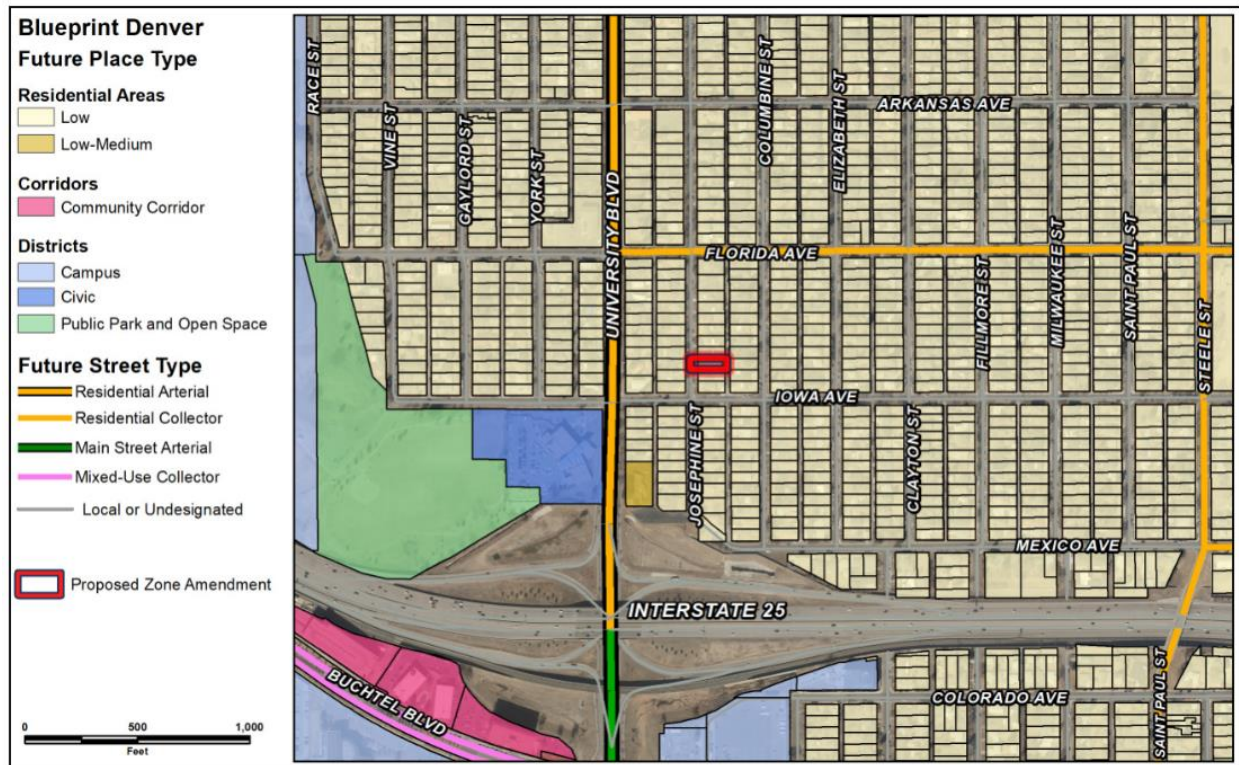 Blueprint Denver
Future Place Type
Residential Areas
Low
Low-Medium
Corridors
Community Corridor
Districts
Campus
Civic
Public Park and Open Space
Future Street Type
Residential Arterial
Residential Collector
Main Street Arterial
Mixed-Use Collector
Local or Undesignated
Proposed Zone Amendment
0 500 1,000
Feet
RACE ST
VINE ST
GAYLORD ST
YORK ST
UNIVERSITY BLVD
COLUMBINE ST
ELIZABETH ST
ARKANSAS AVE
FLORIDA AVE
FILLMORE ST
MILWAUKEE ST
SAINT PAUL ST
STEELE ST
IOWA AVE
JOSEPHINE ST
CLAYTON ST
MEXICO AVE
INTERSTATE 25
BUCHTEL BLVD
COLORADO AVE
SAINT PAUL ST